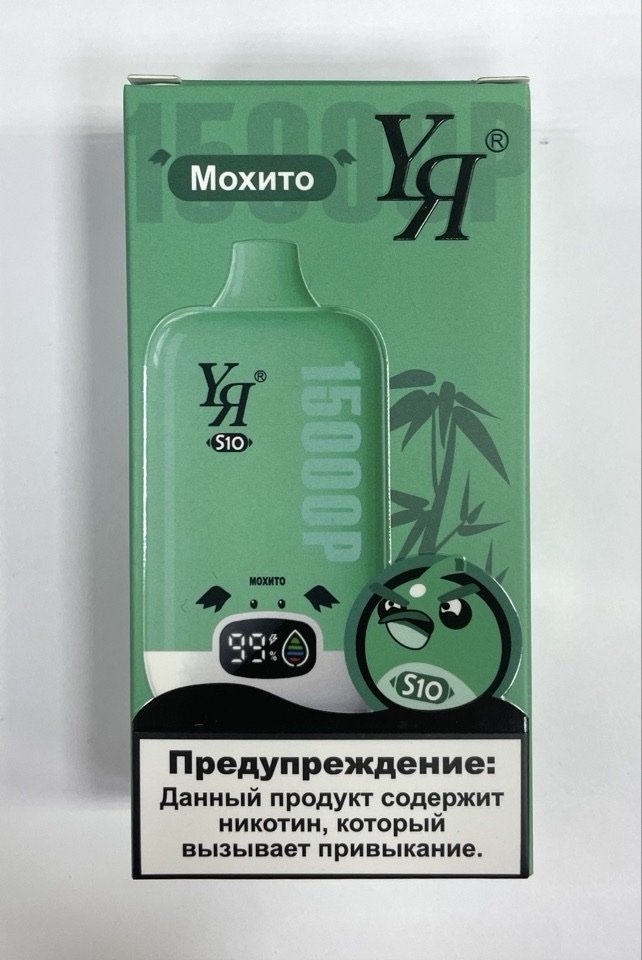 15000P
Мохито
YЯ®
YЯ®
S10
15000P
МОХИТО
99 %
S10
Предупреждение:
Данный продукт содержит
никотин, который
вызывает привыкание.